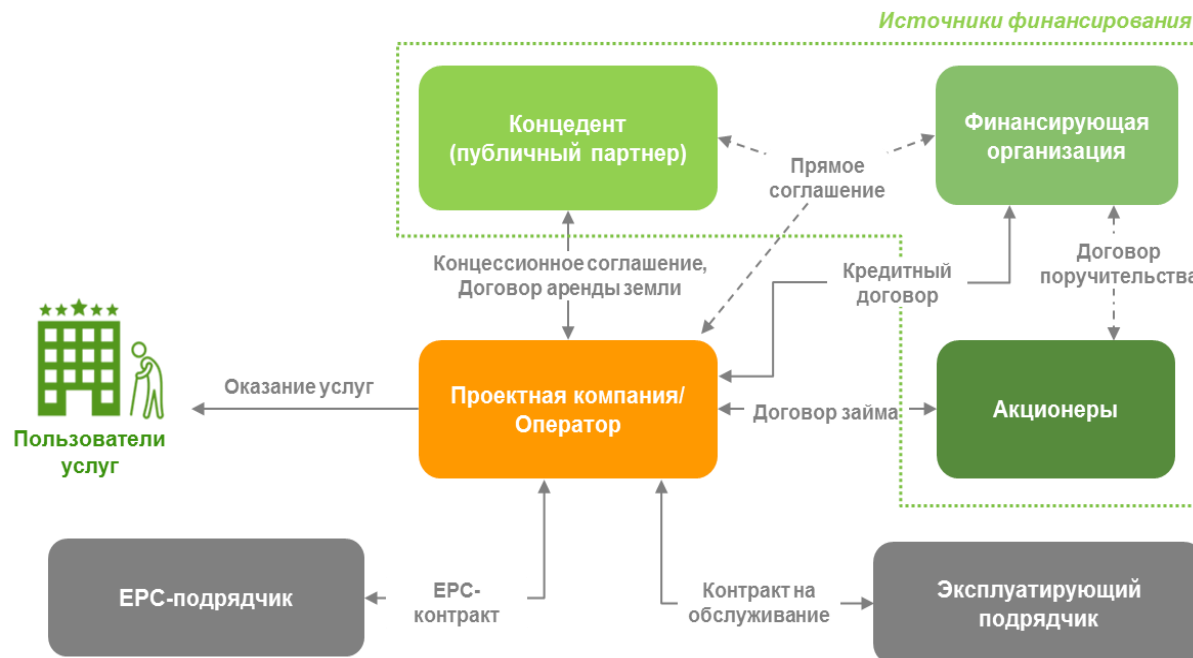 Источники финансирования
Концедент
(публичный партнер)
Финансирующая
организация
Прямое
соглашение
Концессионное соглашение,
Договор аренды земли
Кредитный
договор
Договор
поручительства
Оказание услуг
Проектная компания/
Оператор
Договор займа
Акционеры
Пользователи
услуг
EPC-подрядчик
EPC-
контракт
Контракт на
обслуживание
Эксплуатирующий
подрядчик